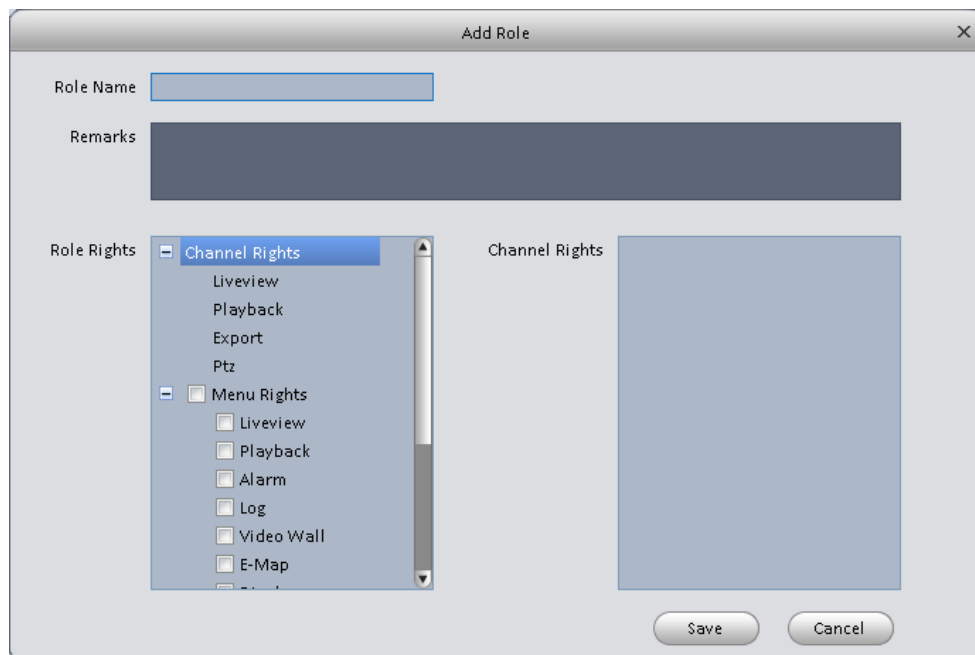 Add Role
Role Name
Remarks
Role Rights
Channel Rights
Liveview
Playback
Export
Ptz
Menu Rights
Liveview
Playback
Alarm
Log
Video Wall
E-Map
Channel Rights
Save
Cancel